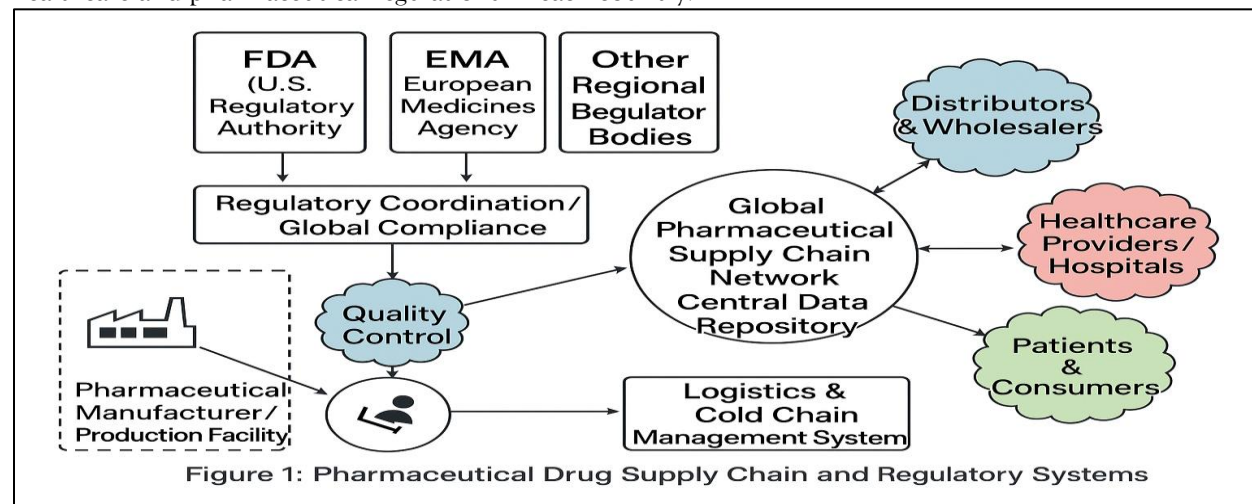 FDA
(U.S.
Regulatory
Authority
EMA
European
Medicines
Agency
Other
Regional
Begulator
Bodies
Distributors
& Wholesalers
Regulatory Coordination/
Global Compliance
Global
Pharmaceutical
Supply Chain
Network
Central Data
Repository
Healthcare
Providers/
Hospitals
Quality
Control
Patients
&
Consumers
Pharmaceutical
Manufacturer/
Production Facility
Logistics &
Cold Chain
Management System
Figure 1: Pharmaceutical Drug Supply Chain and Regulatory Systems